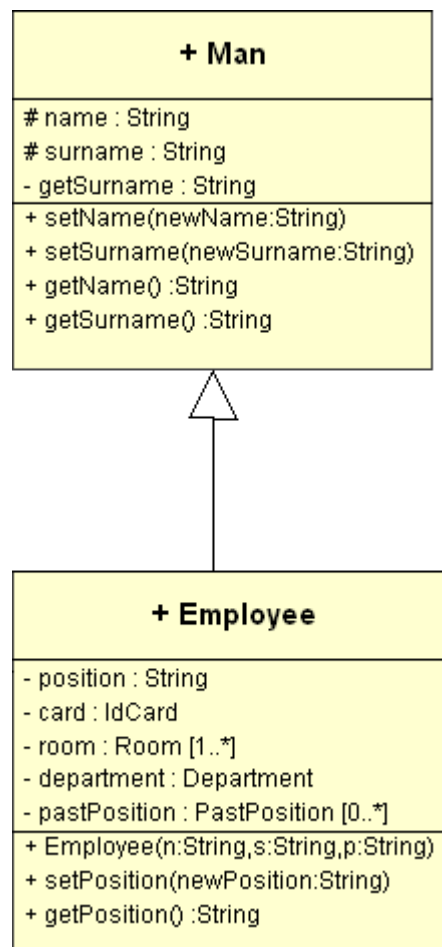 + Man
# name : String
# surname : String
- getSurname : String
+ setName(newName:String)
+ setSurname(newSurname:String)
+ getName() :String
+ getSurname() :String
+ Employee
- position : String
- card : IdCard
- room : Room [1..*]
- department : Department
- pastPosition : PastPosition [0..*]
+ Employee(n:String,s:String,p:String)
+ setPosition(newPosition:String)
+ getPosition() :String